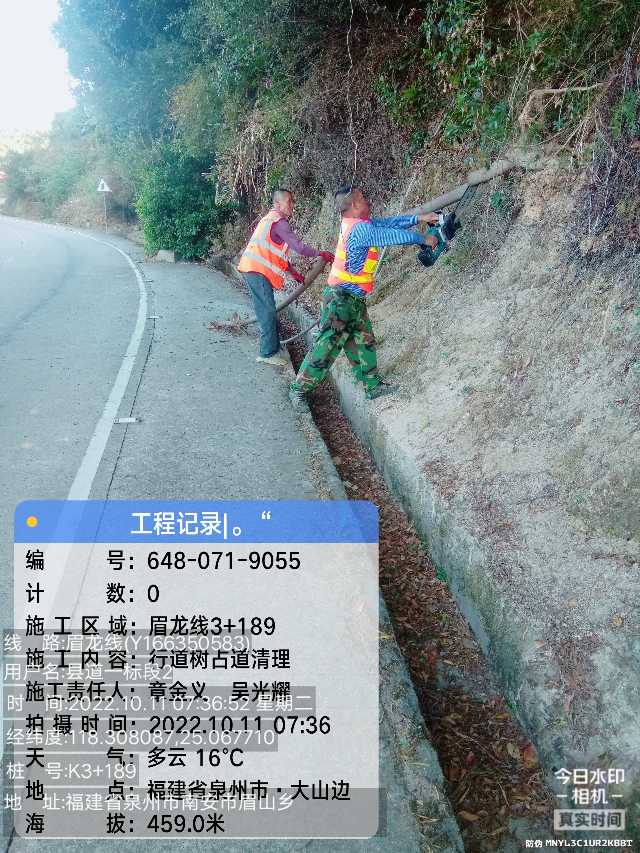 工程记录|。“
编 号: 648-071-9055
计 数: 0
施工区域: 眉龙线3+189
线 路:眉龙线(Y166350583)
施工内容: 行道树占道清理
用户名:县道一标段2
施工责任人: 章金义 吴光耀
时 间:2022.10.11 07:36:52 星期二
拍摄时间: 2022.10.11 07:36
经纬度:118.308087,25.067710
天 气: 多云 16℃
桩 号:K3+189
地 点: 福建省泉州市·大山边
地 址:福建省泉州市南安市眉山乡
海 拔: 459.0米
今日水印
相机
真实时间
防伪 MNYL3C1UR2KBBT